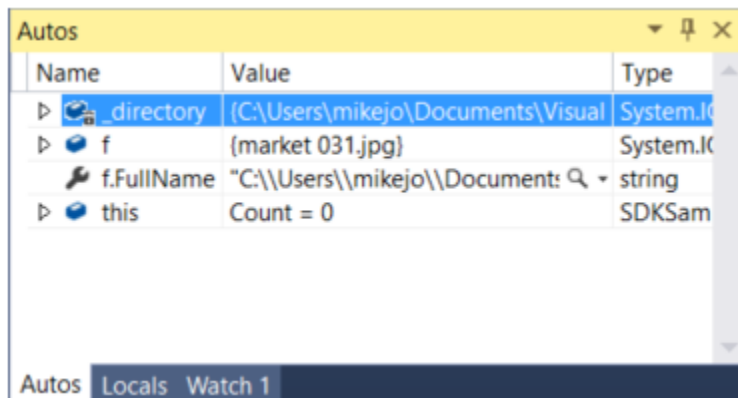 Autos
Name Value Type
_directory {C:\Users\mikejo\Documents\Visual System.IO
f {market 031.jpg} System.IO
f.FullName "C:\\Users\\mikejo\\Documents string
this Count = 0 SDKSam
Autos Locals Watch 1